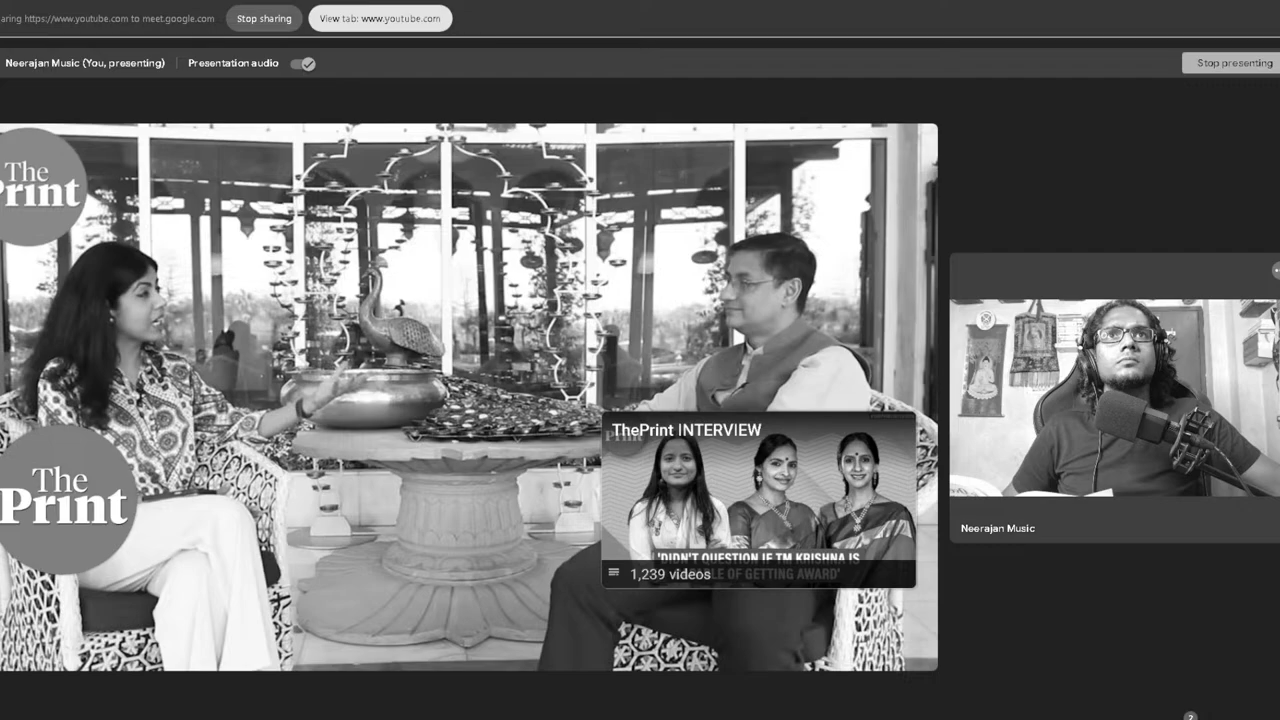 aring https://www.youtube.com to meet.google.com
Stop sharing
View tab: www.youtube.com
Neerajan Music (You, presenting)
Presentation audio
Stop presenting
The
Print
ThePrint INTERVIEW
'DIDN'T QUESTION IF TM KRISHNA IS
OF GETTING AWARD'
1,239 videos
The
Print
Neerajan Music